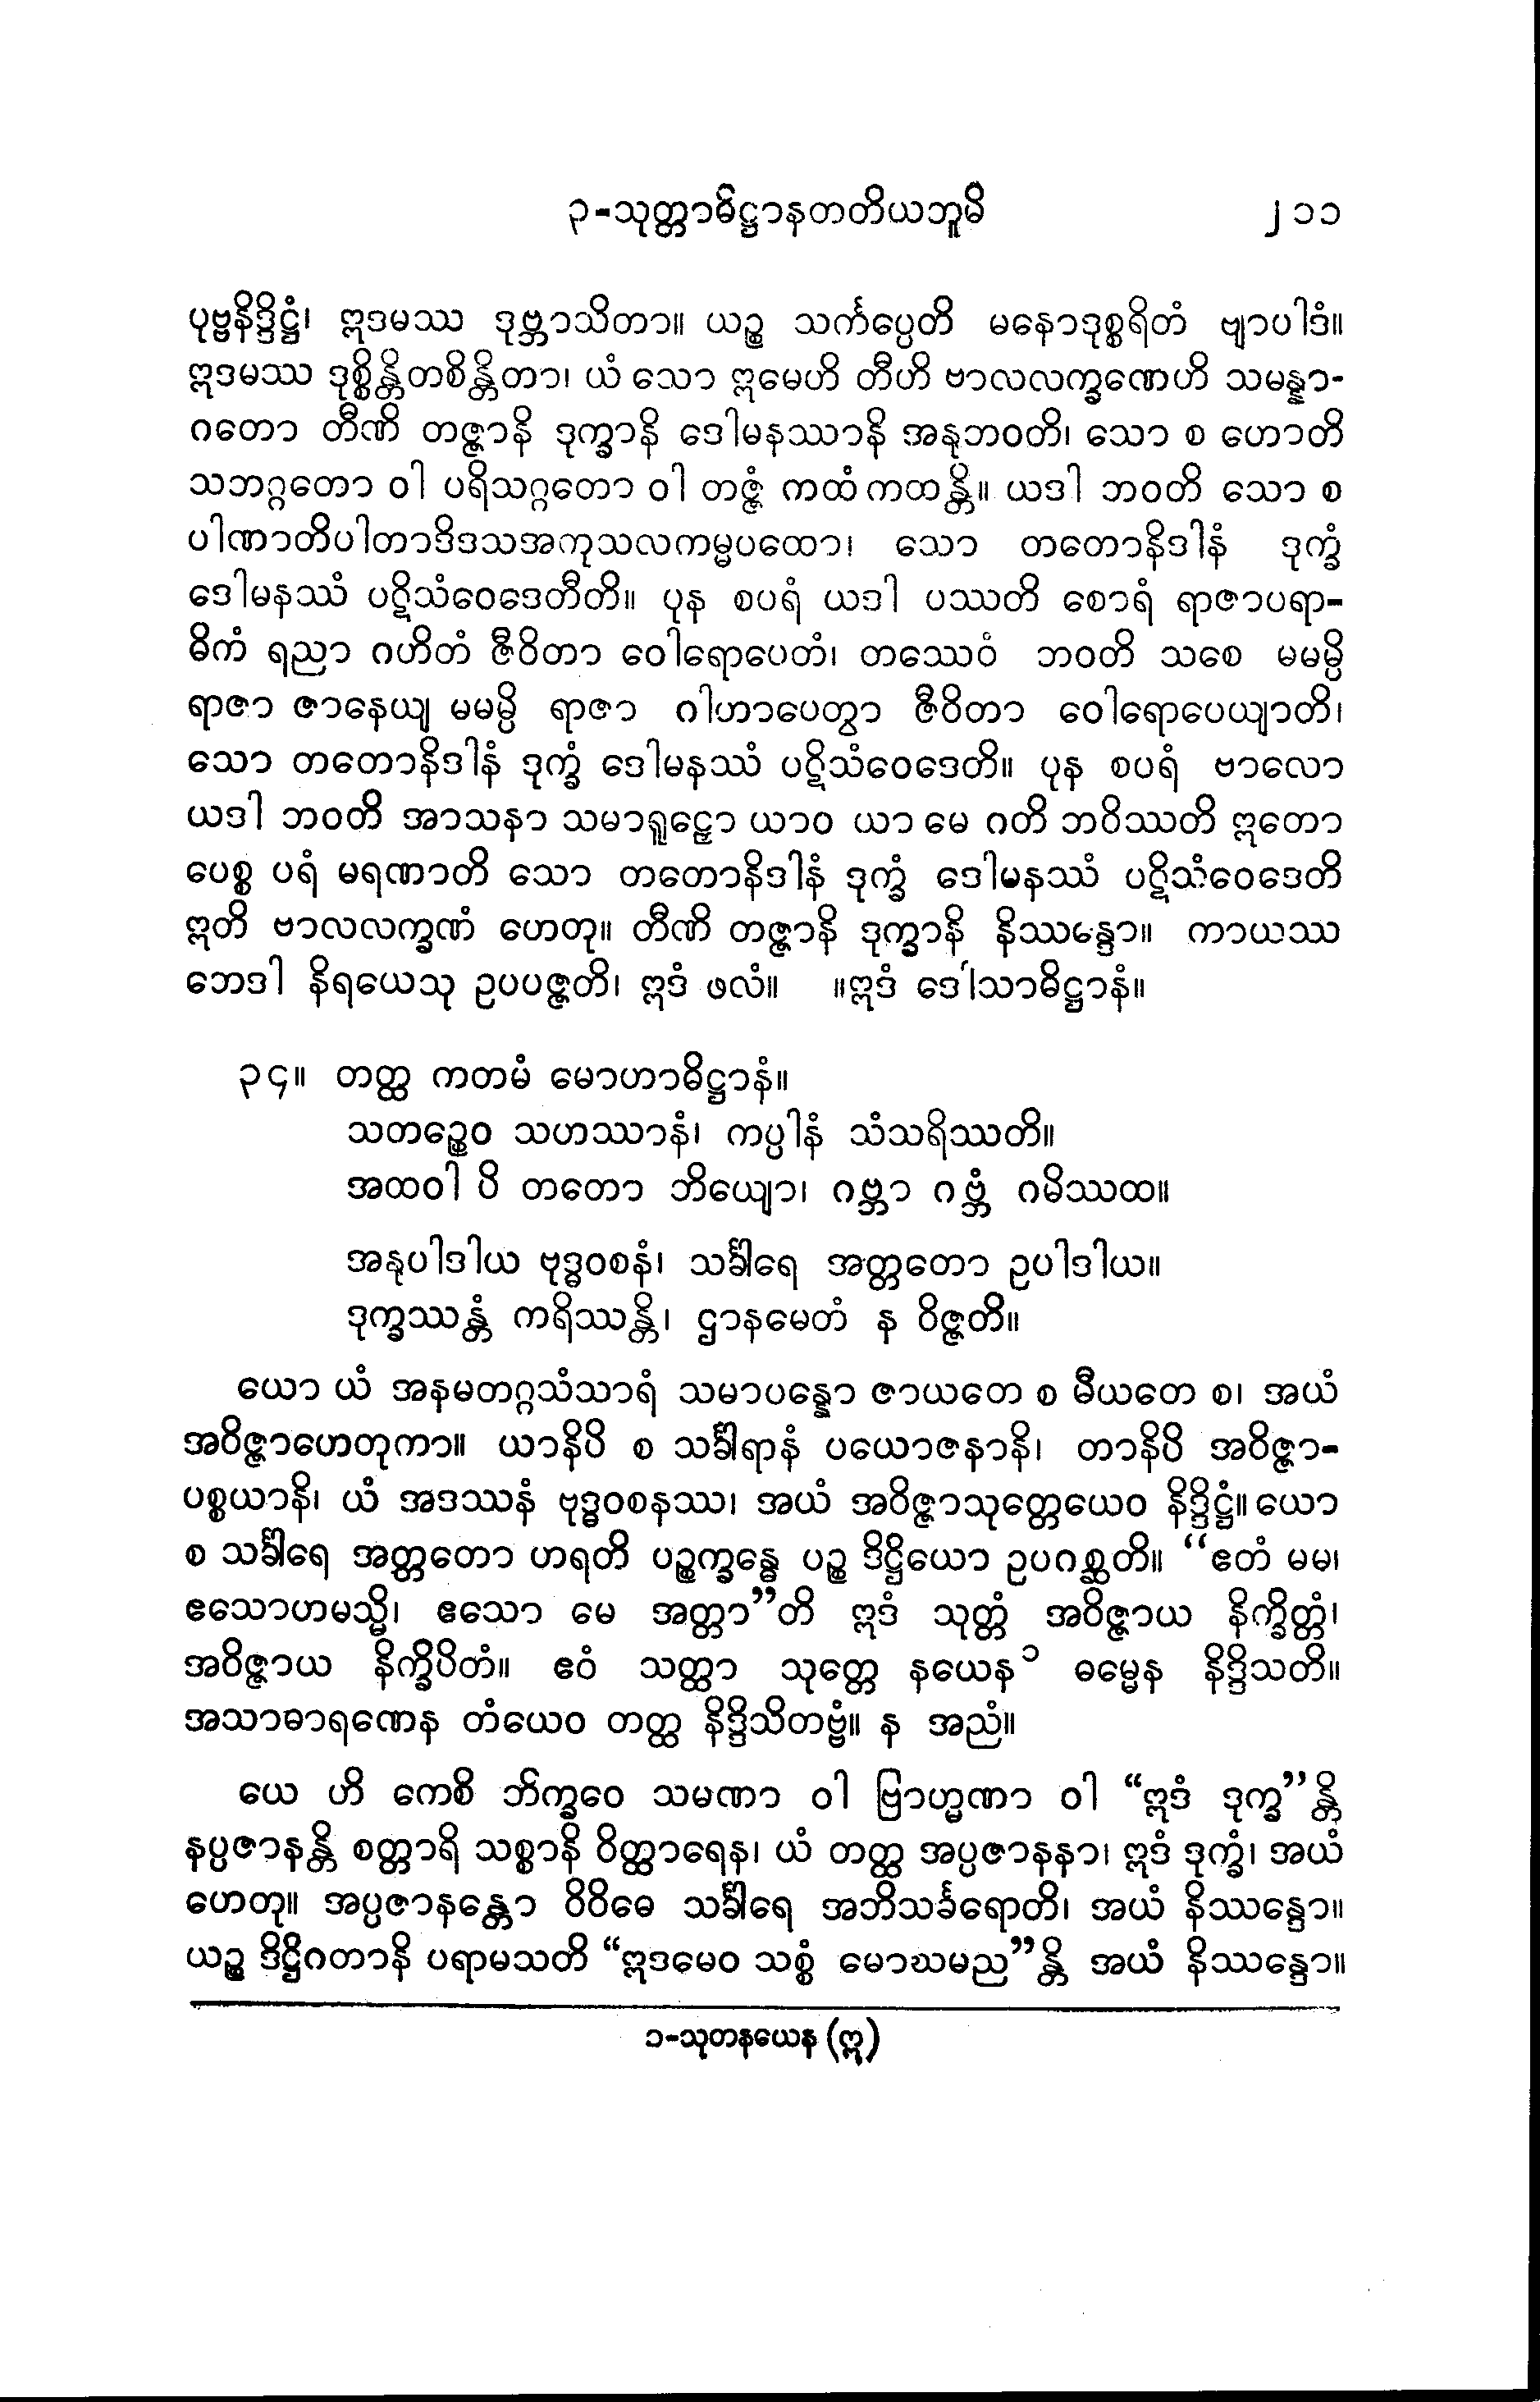 ၃-သုတ္တာဓိဋ္ဌာနတတိယဘူမိ ၂၁၁
ပုဗ္ဗနိဒ္ဒိဋ္ဌံ၊ ဣဒမဿ ဒုဗ္ဘာသိတာ။ ယဉ္စ သင်္ကပ္ပေတိ မနောဒုစ္စရိတံ ဗျာပါဒံ။
ဣဒမဿ ဒုစ္စိန္တိတစိန္တိတာ၊ ယံ သော ဣမေဟိ တီဟိ ဗာလလက္ခဏေဟိ သမန္နာ-
ဂတော တီဏိ တဇ္ဇာနိ ဒုက္ခာနိ ဒေါမနဿာနိ အနုဘဝတိ၊ သော စ ဟောတိ
သဘဂ္ဂတော ဝါ ပရိသဂ္ဂတော ဝါ တဇ္ဇံ ကထံ ကထန္တိ။ ယဒါ ဘဝတိ သော စ
ပါဏာတိပါတာဒိဒသအကုသလကမ္မပထော၊ သော တတောနိဒါနံ ဒုက္ခံ
ဒေါမနဿံ ပဋိသံဝေဒေတီတိ။ ပုန စပရံ ယဒါ ပဿတိ စောရံ ရာဇာပရာ-
ဓိကံ ရညာ ဂဟိတံ ဇီဝိတာ ဝေါရောပေတံ၊ တဿေဝံ ဘဝတိ သစေ မမမ္ပိ
ရာဇာ ဇာနေယျ မမမ္ပိ ရာဇာ ဂါဟာပေတွာ ဇီဝိတာ ဝေါရောပေယျာတိ၊
သော တတောနိဒါနံ ဒုက္ခံ ဒေါမနဿံ ပဋိသံဝေဒေတိ။ ပုန စပရံ ဗာလော
ယဒါ ဘဝတိ အာသနာ သမာရူဠှော ယာဝ ယာ မေ ဂတိ ဘဝိဿတိ ဣတော
ပေစ္စ ပရံ မရဏာတိ သော တတောနိဒါနံ ဒုက္ခံ ဒေါမနဿံ ပဋိသံဝေဒေတိ
ဣတိ ဗာလလက္ခဏံ ဟေတု။ တီဏိ တဇ္ဇာနိ ဒုက္ခာနိ နိဿန္ဒော။ ကာယဿ
ဘေဒါ နိရယေသု ဥပပဇ္ဇတိ၊ ဣဒံ ဖလံ။ ။ဣဒံ ဒေါသာဓိဋ္ဌာနံ။
၃၄။ တတ္ထ ကတမံ မောဟာဓိဋ္ဌာနံ။
သတဉ္စေဝ သဟဿာနံ၊ ကပ္ပါနံ သံသရိဿတိ။
အထဝါ ပိ တတော ဘိယျော၊ ဂဗ္ဘာ ဂဗ္ဘံ ဂမိဿထ။
အနုပါဒါယ ဗုဒ္ဓဝစနံ၊ သင်္ခါရေ အတ္တတော ဥပါဒါယ။
ဒုက္ခဿန္တံ ကရိဿန္တိ၊ ဌာနမေတံ န ဝိဇ္ဇတိ။
ယော ယံ အနမတဂ္ဂသံသာရံ သမာပန္နော ဇာယတေ စ မီယတေ စ၊ အယံ
အဝိဇ္ဇာဟေတုကာ။ ယာနိပိ စ သင်္ခါရာနံ ပယောဇနာနိ၊ တာနိပိ အဝိဇ္ဇာ-
ပစ္စယာနိ၊ ယံ အဒဿနံ ဗုဒ္ဓဝစနဿ၊ အယံ အဝိဇ္ဇာသုတ္တေယေဝ နိဒ္ဒိဋ္ဌံ။ ယော
စ သင်္ခါရေ အတ္တတော ဟရတိ ပဉ္စက္ခန္ဓေ ပဉ္စ ဒိဋ္ဌိယော ဥပဂစ္ဆတိ။ “ဧတံ မမ၊
ဧသောဟမသ္မိ၊ ဧသော မေ အတ္တာ”တိ ဣဒံ သုတ္တံ အဝိဇ္ဇာယ နိက္ခိတ္တံ၊
အဝိဇ္ဇာယ နိက္ခိပိတံ။ ဧဝံ သတ္ထာ သုတ္တေ နယေန ၁ ဓမ္မေန နိဒ္ဒိသတိ။
အသာဓာရဏေန တံယေဝ တတ္ထ နိဒ္ဒိသိတဗ္ဗံ။ န အညံ။
ယေ ဟိ ကေစိ ဘိက္ခဝေ သမဏာ ဝါ ဗြာဟ္မဏာ ဝါ “ဣဒံ ဒုက္ခ”န္တိ
နပ္ပဇာနန္တိ စတ္တာရိ သစ္စာနိ ဝိတ္ထာရေန၊ ယံ တတ္ထ အပ္ပဇာနနာ၊ ဣဒံ ဒုက္ခံ၊ အယံ
ဟေတု။ အပ္ပဇာနန္တော ဝိဝိဓေ သင်္ခါရေ အဘိသင်္ခရောတိ၊ အယံ နိဿန္ဒော။
ယဉ္စ ဒိဋ္ဌိဂတာနိ ပရာမသတိ “ဣဒမေဝ သစ္စံ မောဃမည”န္တိ အယံ နိဿန္ဒော။
၁-သုတနယေန (ဣ)